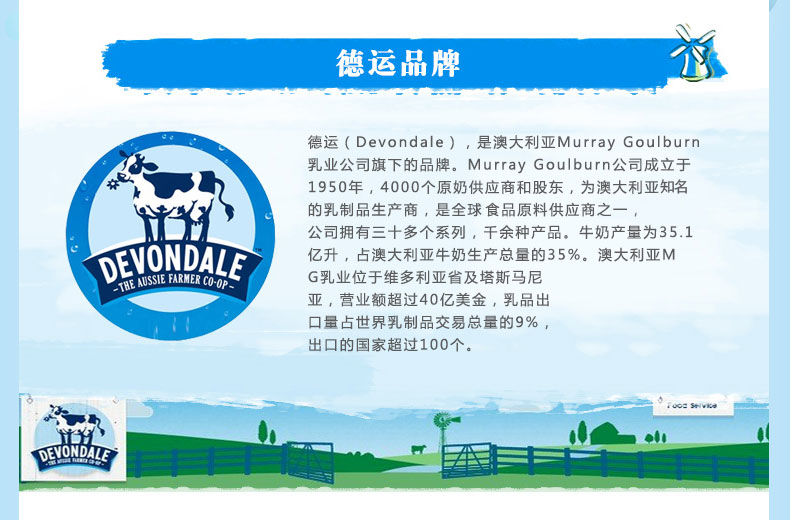 德运品牌
德运（Devondale），是澳大利亚Murray Goulburn
乳业公司旗下的品牌。Murray Goulburn公司成立于
1950年，4000个原奶供应商和股东，为澳大利亚知名
的乳制品生产商，是全球食品原料供应商之一，
公司拥有三十多个系列，千余种产品。牛奶产量为35.1
亿升，占澳大利亚牛奶生产总量的35%。澳大利亚M
G乳业位于维多利亚省及塔斯马尼
亚，营业额超过40亿美金，乳品出
口量占世界乳制品交易总量的9%，
出口的国家超过100个。
DEVONDALE
-THE AUSSIE FARMER CO-OP-
Food Service
DEVONDALE
THE AUSSIE FARMER CO-OP